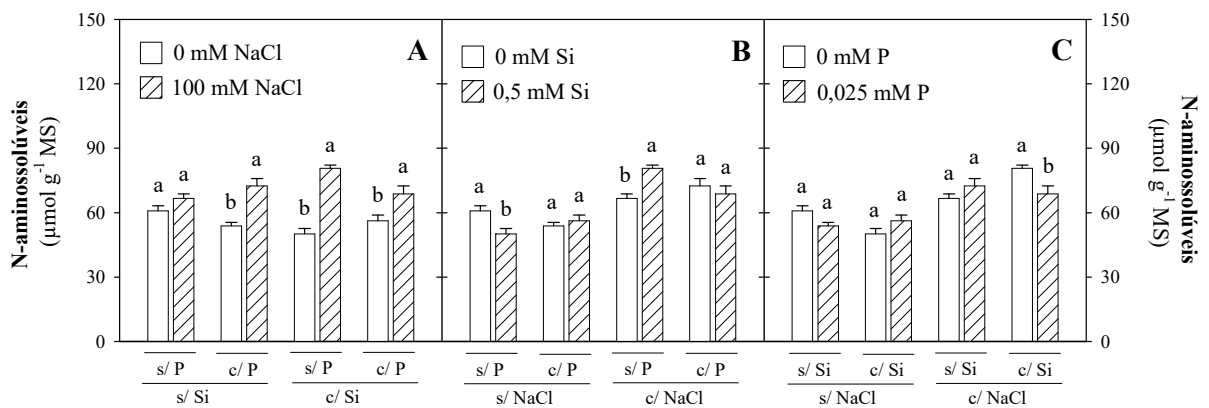 N-aminossolúveis
(µmol g-1 MS)
150
120
90
60
30
0
A
0 mM NaCl
100 mM NaCl
a a b a b a b a
s/ P c/ P s/ P c/ P
s/ Si c/ Si
B
0 mM Si
0,5 mM Si
a b a a b a a a
s/ P c/ P s/ P c/ P
s/ NaCl c/ NaCl
C
0 mM P
0,025 mM P
a a a a a a a b
s/ Si c/ Si s/ Si c/ Si
s/ NaCl c/ NaCl
150
120
90
60
30
0
N-aminossolúveis
(µmol g-1 MS)